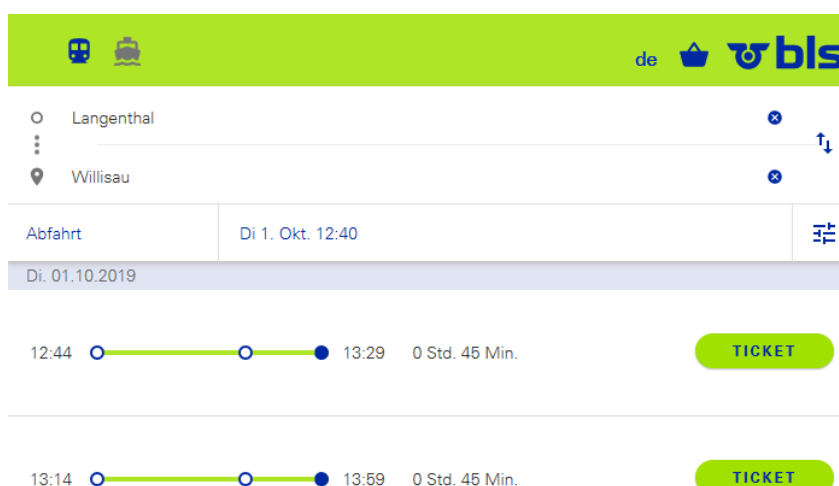 de bls
Langenthal
Willisau
Abfahrt Di 1. Okt. 12:40
Di. 01.10.2019
12:44 13:29 0 Std. 45 Min. TICKET
13:14 13:59 0 Std. 45 Min. TICKET